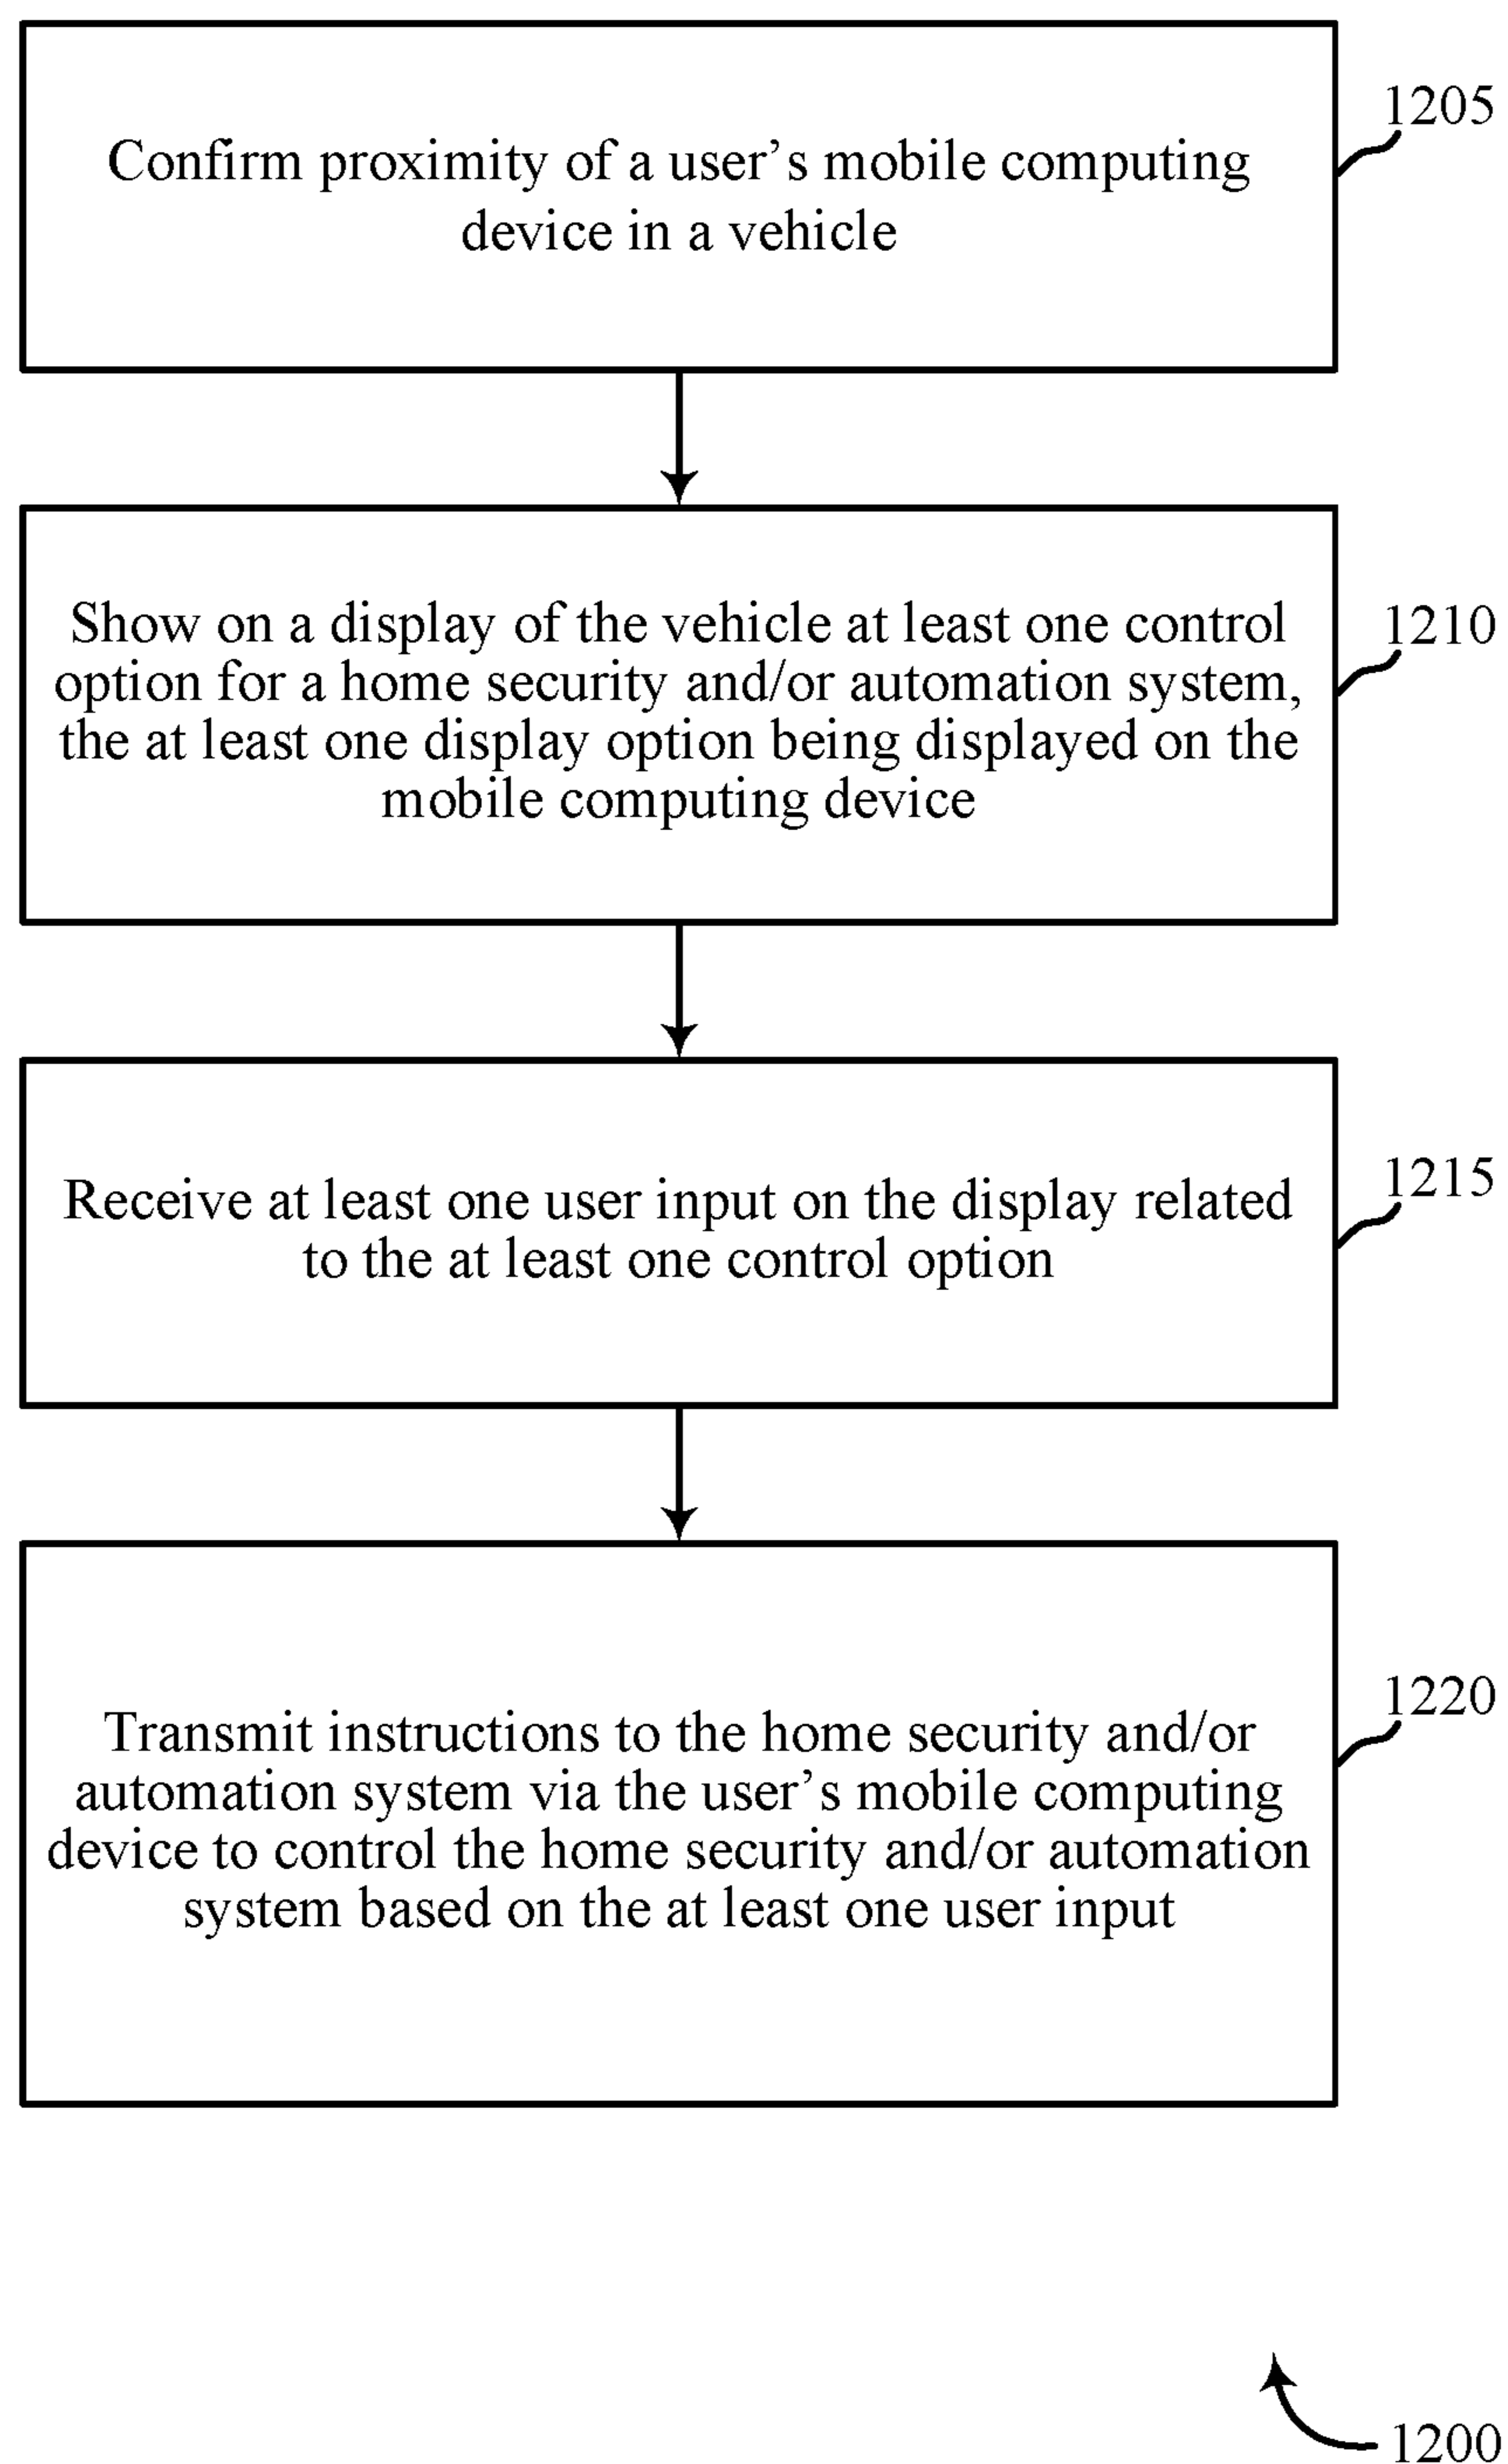 Confirm proximity of a user’s mobile computing
device in a vehicle
1205
Show on a display of the vehicle at least one control
option for a home security and/or automation system,
the at least one display option being displayed on the
mobile computing device
1210
Receive at least one user input on the display related
to the at least one control option
1215
Transmit instructions to the home security and/or
automation system via the user’s mobile computing
device to control the home security and/or automation
system based on the at least one user input
1220
1200